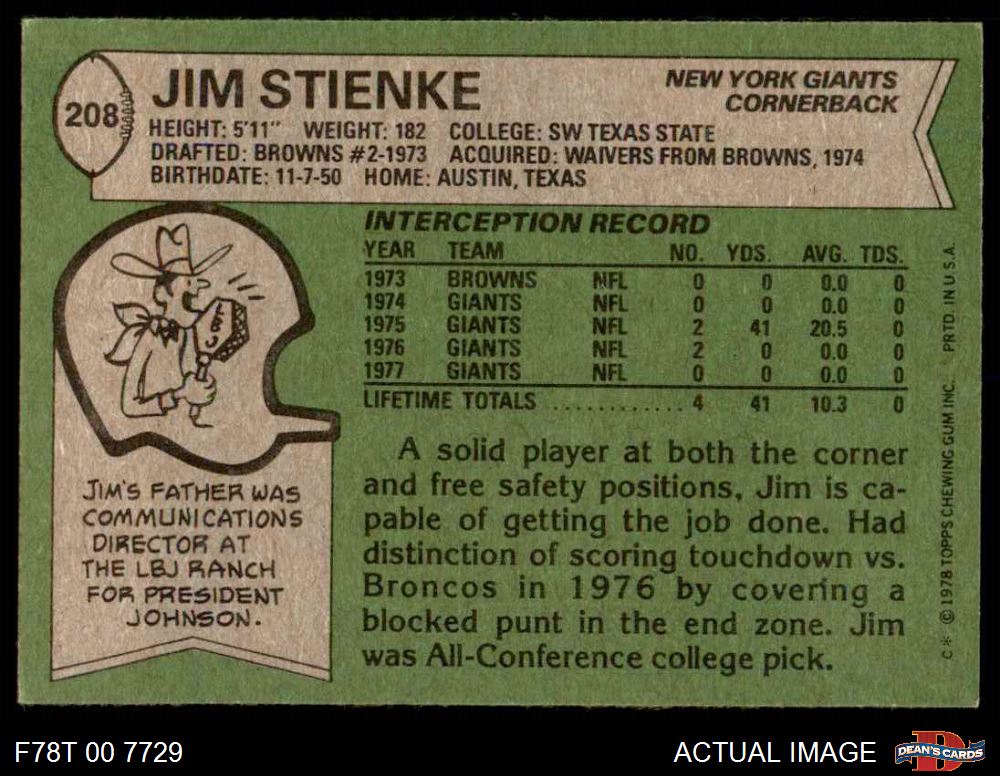 208
JIM STIENKE
NEW YORK GIANTS
CORNERBACK
HEIGHT: 5'11" WEIGHT: 182 COLLEGE: SW TEXAS STATE
DRAFTED: BROWNS #2-1973 ACQUIRED: WAIVERS FROM BROWNS, 1974
BIRTHDATE: 11-7-50 HOME: AUSTIN, TEXAS
INTERCEPTION RECORD
YEAR TEAM NO. YDS. AVG. TDS.
1973 BROWNS NFL 0 0 0.0 0
1974 GIANTS NFL 0 0 0.0 0
1975 GIANTS NFL 2 41 20.5 0
1976 GIANTS NFL 2 0 0.0 0
1977 GIANTS NFL 0 0 0.0 0
LIFETIME TOTALS ............ 4 41 10.3 0
LBJ
JIM'S FATHER WAS
COMMUNICATIONS
DIRECTOR AT
THE LBJ RANCH
FOR PRESIDENT
JOHNSON.
A solid player at both the corner
and free safety positions, Jim is ca-
pable of getting the job done. Had
distinction of scoring touchdown vs.
Broncos in 1976 by covering a
blocked punt in the end zone. Jim
was All-Conference college pick.
C * © 1978 TOPPS CHEWING GUM INC. PRTD. IN U.S.A.
F78T 00 7729
ACTUAL IMAGE
DEAN'S CARDS